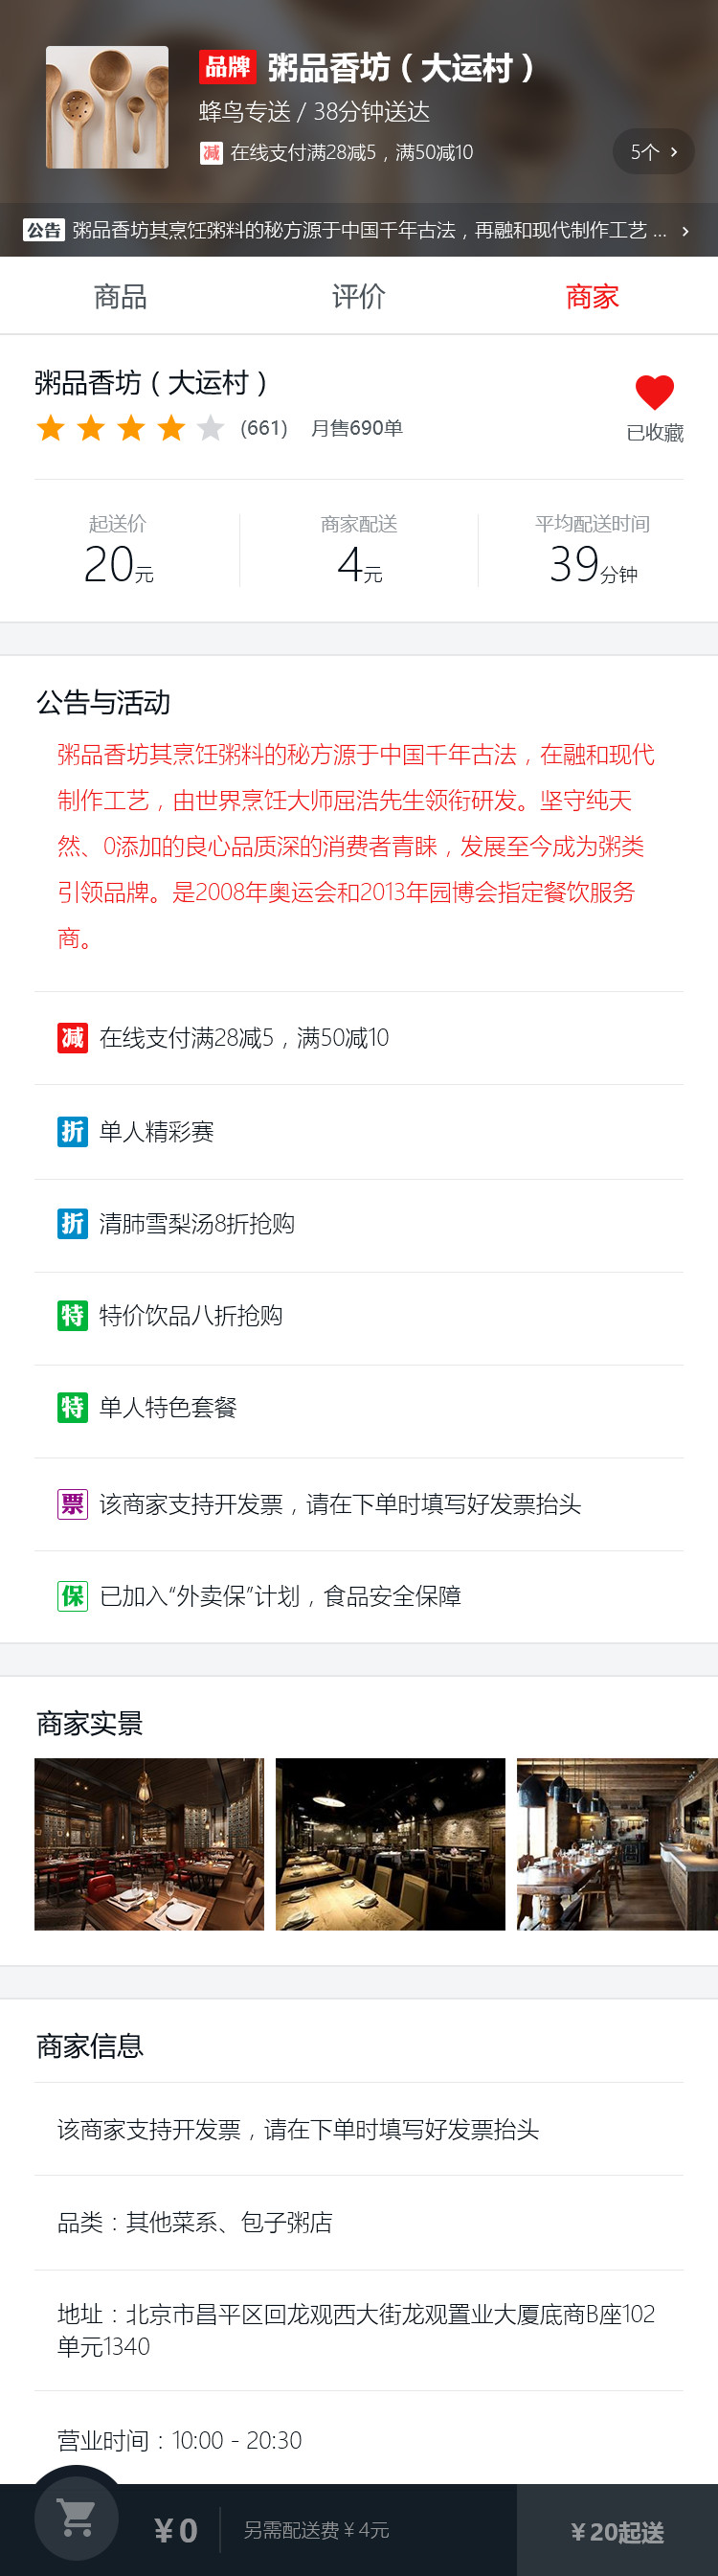 品牌 粥品香坊（大运村）
蜂鸟专送 / 38分钟送达
减 在线支付满28减5，满50减10
5个 >
公告 粥品香坊其烹饪粥料的秘方源于中国千年古法，再融和现代制作工艺 ... >
商品 评价 商家
粥品香坊（大运村）
(661) 月售690单
已收藏
起送价 商家配送 平均配送时间
20元 4元 39分钟
公告与活动
粥品香坊其烹饪粥料的秘方源于中国千年古法，在融和现代
制作工艺，由世界烹饪大师屈浩先生领衔研发。坚守纯天
然、0添加的良心品质深的消费者青睐，发展至今成为粥类
引领品牌。是2008年奥运会和2013年园博会指定餐饮服务
商。
减 在线支付满28减5，满50减10
折 单人精彩赛
折 清肺雪梨汤8折抢购
特 特价饮品八折抢购
特 单人特色套餐
票 该商家支持开发票，请在下单时填写好发票抬头
保 已加入“外卖保”计划，食品安全保障
商家实景
商家信息
该商家支持开发票，请在下单时填写好发票抬头
品类：其他菜系、包子粥店
地址：北京市昌平区回龙观西大街龙观置业大厦底商B座102
单元1340
营业时间：10:00 - 20:30
¥0 另需配送费¥4元 ¥20起送